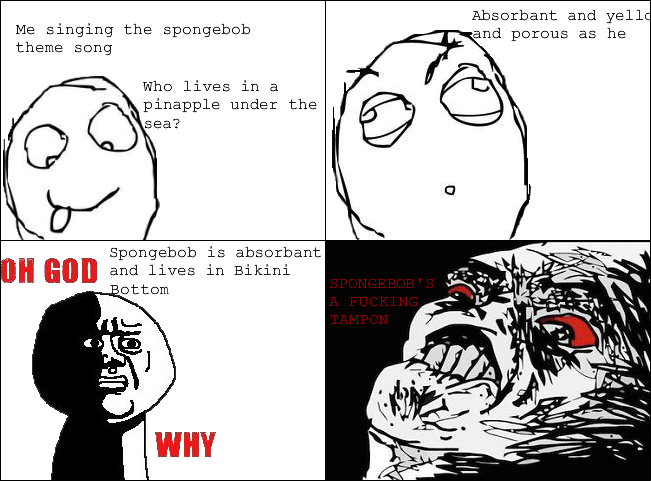 Me singing the spongebob
theme song
Who lives in a
pinapple under the
sea?
Absorbant and yello
and porous as he
OH GOD
Spongebob is absorbant
and lives in Bikini
Bottom
WHY
SPONGEBOB'S
A FUCKING
TAMPON